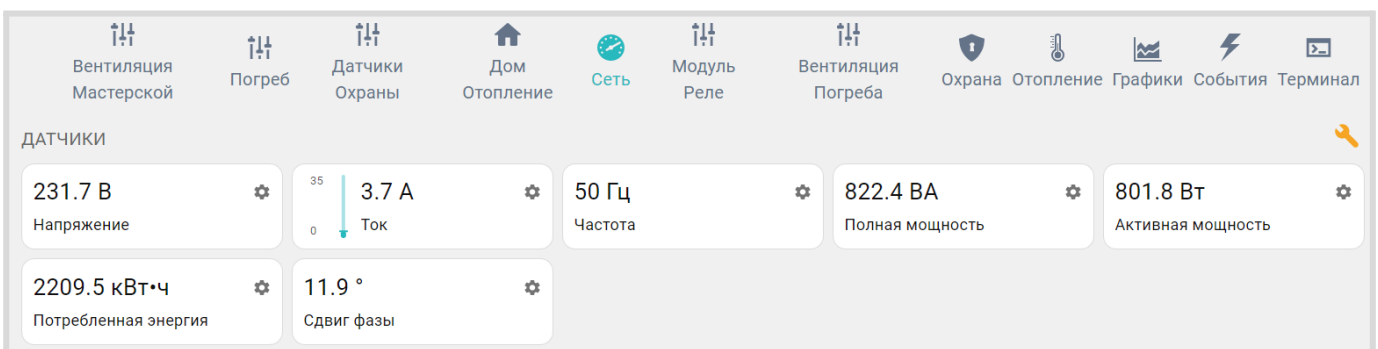 Вентиляция
Мастерской
Погреб
Датчики
Охраны
Дом
Отопление
Сеть
Модуль
Реле
Вентиляция
Погреба
Охрана
Отопление
Графики
События
Терминал
ДАТЧИКИ
231.7 В
Напряжение
35
0
3.7 А
Ток
50 Гц
Частота
822.4 ВА
Полная мощность
801.8 Вт
Активная мощность
2209.5 кВт•ч
Потребленная энергия
11.9 °
Сдвиг фазы